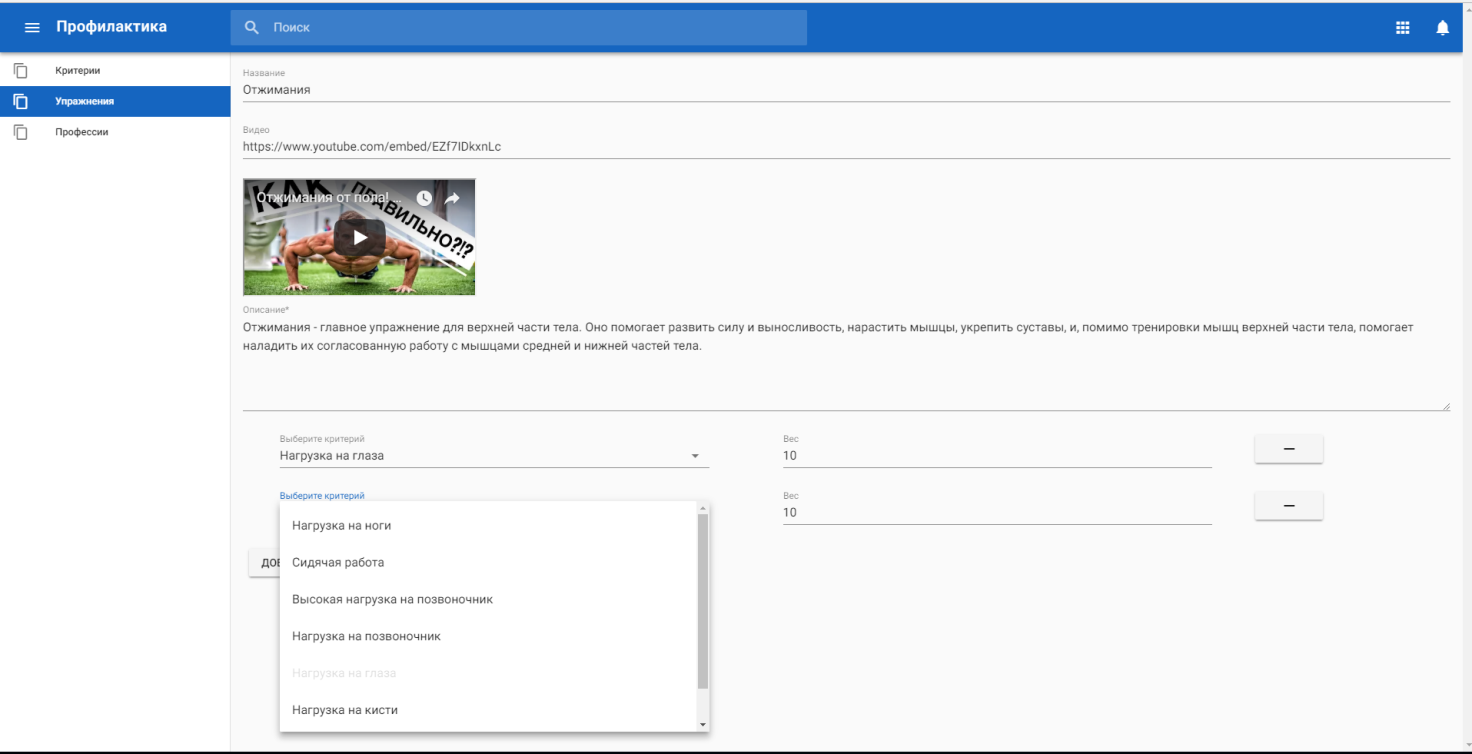 Профилактика
Поиск
Критерии
Упражнения
Профессии
Название
Отжимания
Видео
https://www.youtube.com/embed/EZf7IDkxnLc
Отжимания от пола! ...
КАК ПРАВИЛЬНО?!?
Описание*
Отжимания - главное упражнение для верхней части тела. Оно помогает развить силу и выносливость, нарастить мышцы, укрепить суставы, и, помимо тренировки мышц верхней части тела, помогает
наладить их согласованную работу с мышцами средней и нижней частей тела.
Выберите критерий
Вес
Нагрузка на глаза
10
Выберите критерий
Вес
10
Нагрузка на ноги
ДОБ
Сидячая работа
Высокая нагрузка на позвоночник
Нагрузка на позвоночник
Нагрузка на глаза
Нагрузка на кисти